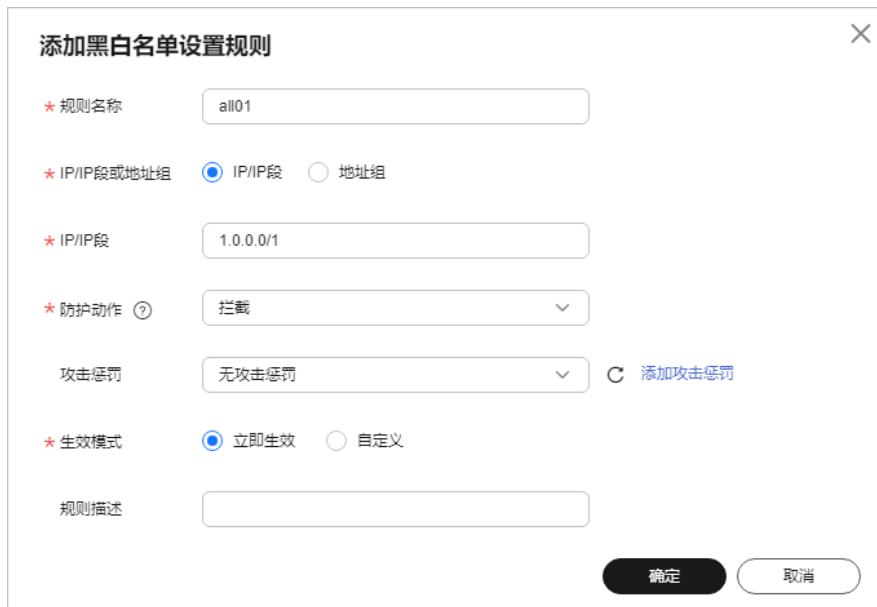 添加黑白名单设置规则
* 规则名称 all01
* IP/IP段或地址组 IP/IP段 地址组
* IP/IP段 1.0.0.0/1
* 防护动作 ? 拦截
攻击惩罚 无攻击惩罚 添加攻击惩罚
* 生效模式 立即生效 自定义
规则描述
确定 取消